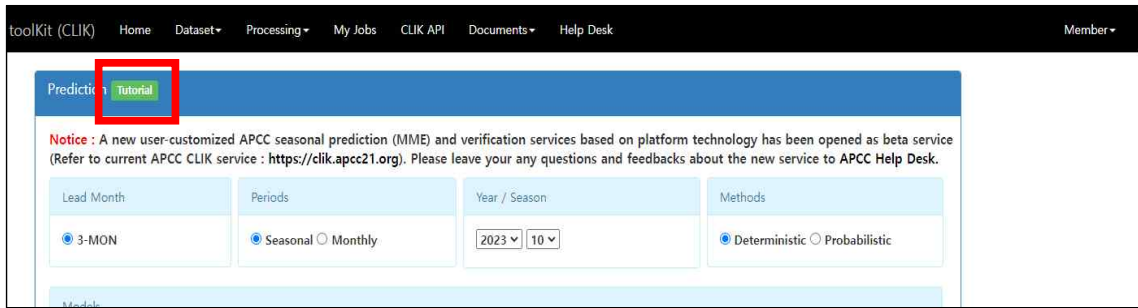 toolKit (CLIK) Home Dataset Processing My Jobs CLIK API Documents Help Desk Member
Prediction Tutorial
Notice : A new user-customized APCC seasonal prediction (MME) and verification services based on platform technology has been opened as beta service
(Refer to current APCC CLIK service : https://clik.apcc21.org). Please leave your any questions and feedbacks about the new service to APCC Help Desk.
Lead Month Periods Year / Season Methods
3-MON Seasonal Monthly 2023 10 Deterministic Probabilistic
Models